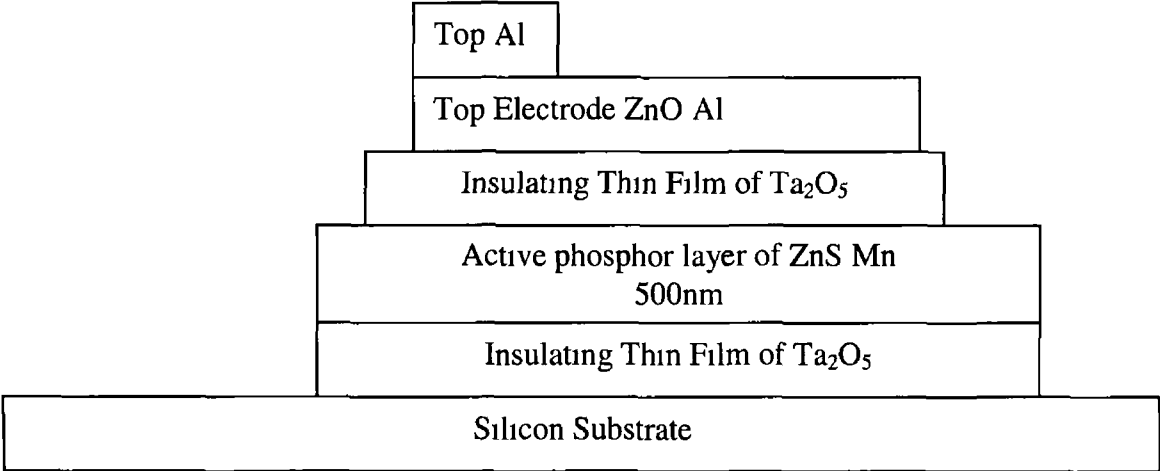 Top Al
Top Electrode ZnO Al
Insulating Thin Film of Ta₂O₅
Active phosphor layer of ZnS Mn
500nm
Insulating Thin Film of Ta₂O₅
Silicon Substrate